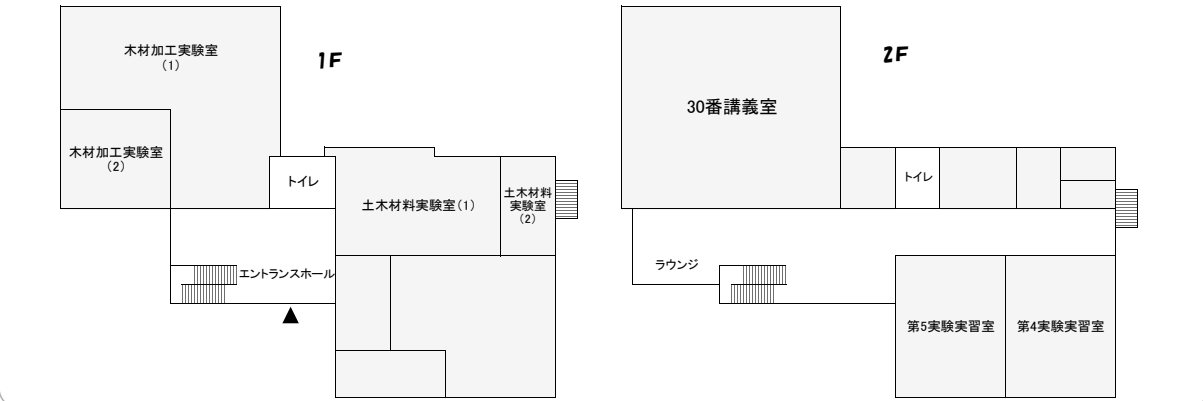 1F
木材加工実験室
（1）
木材加工実験室
（2）
トイレ
土木材料実験室（1）
土木材料
実験室
（2）
エントランスホール
2F
30番講義室
トイレ
ラウンジ
第5実験実習室
第4実験実習室